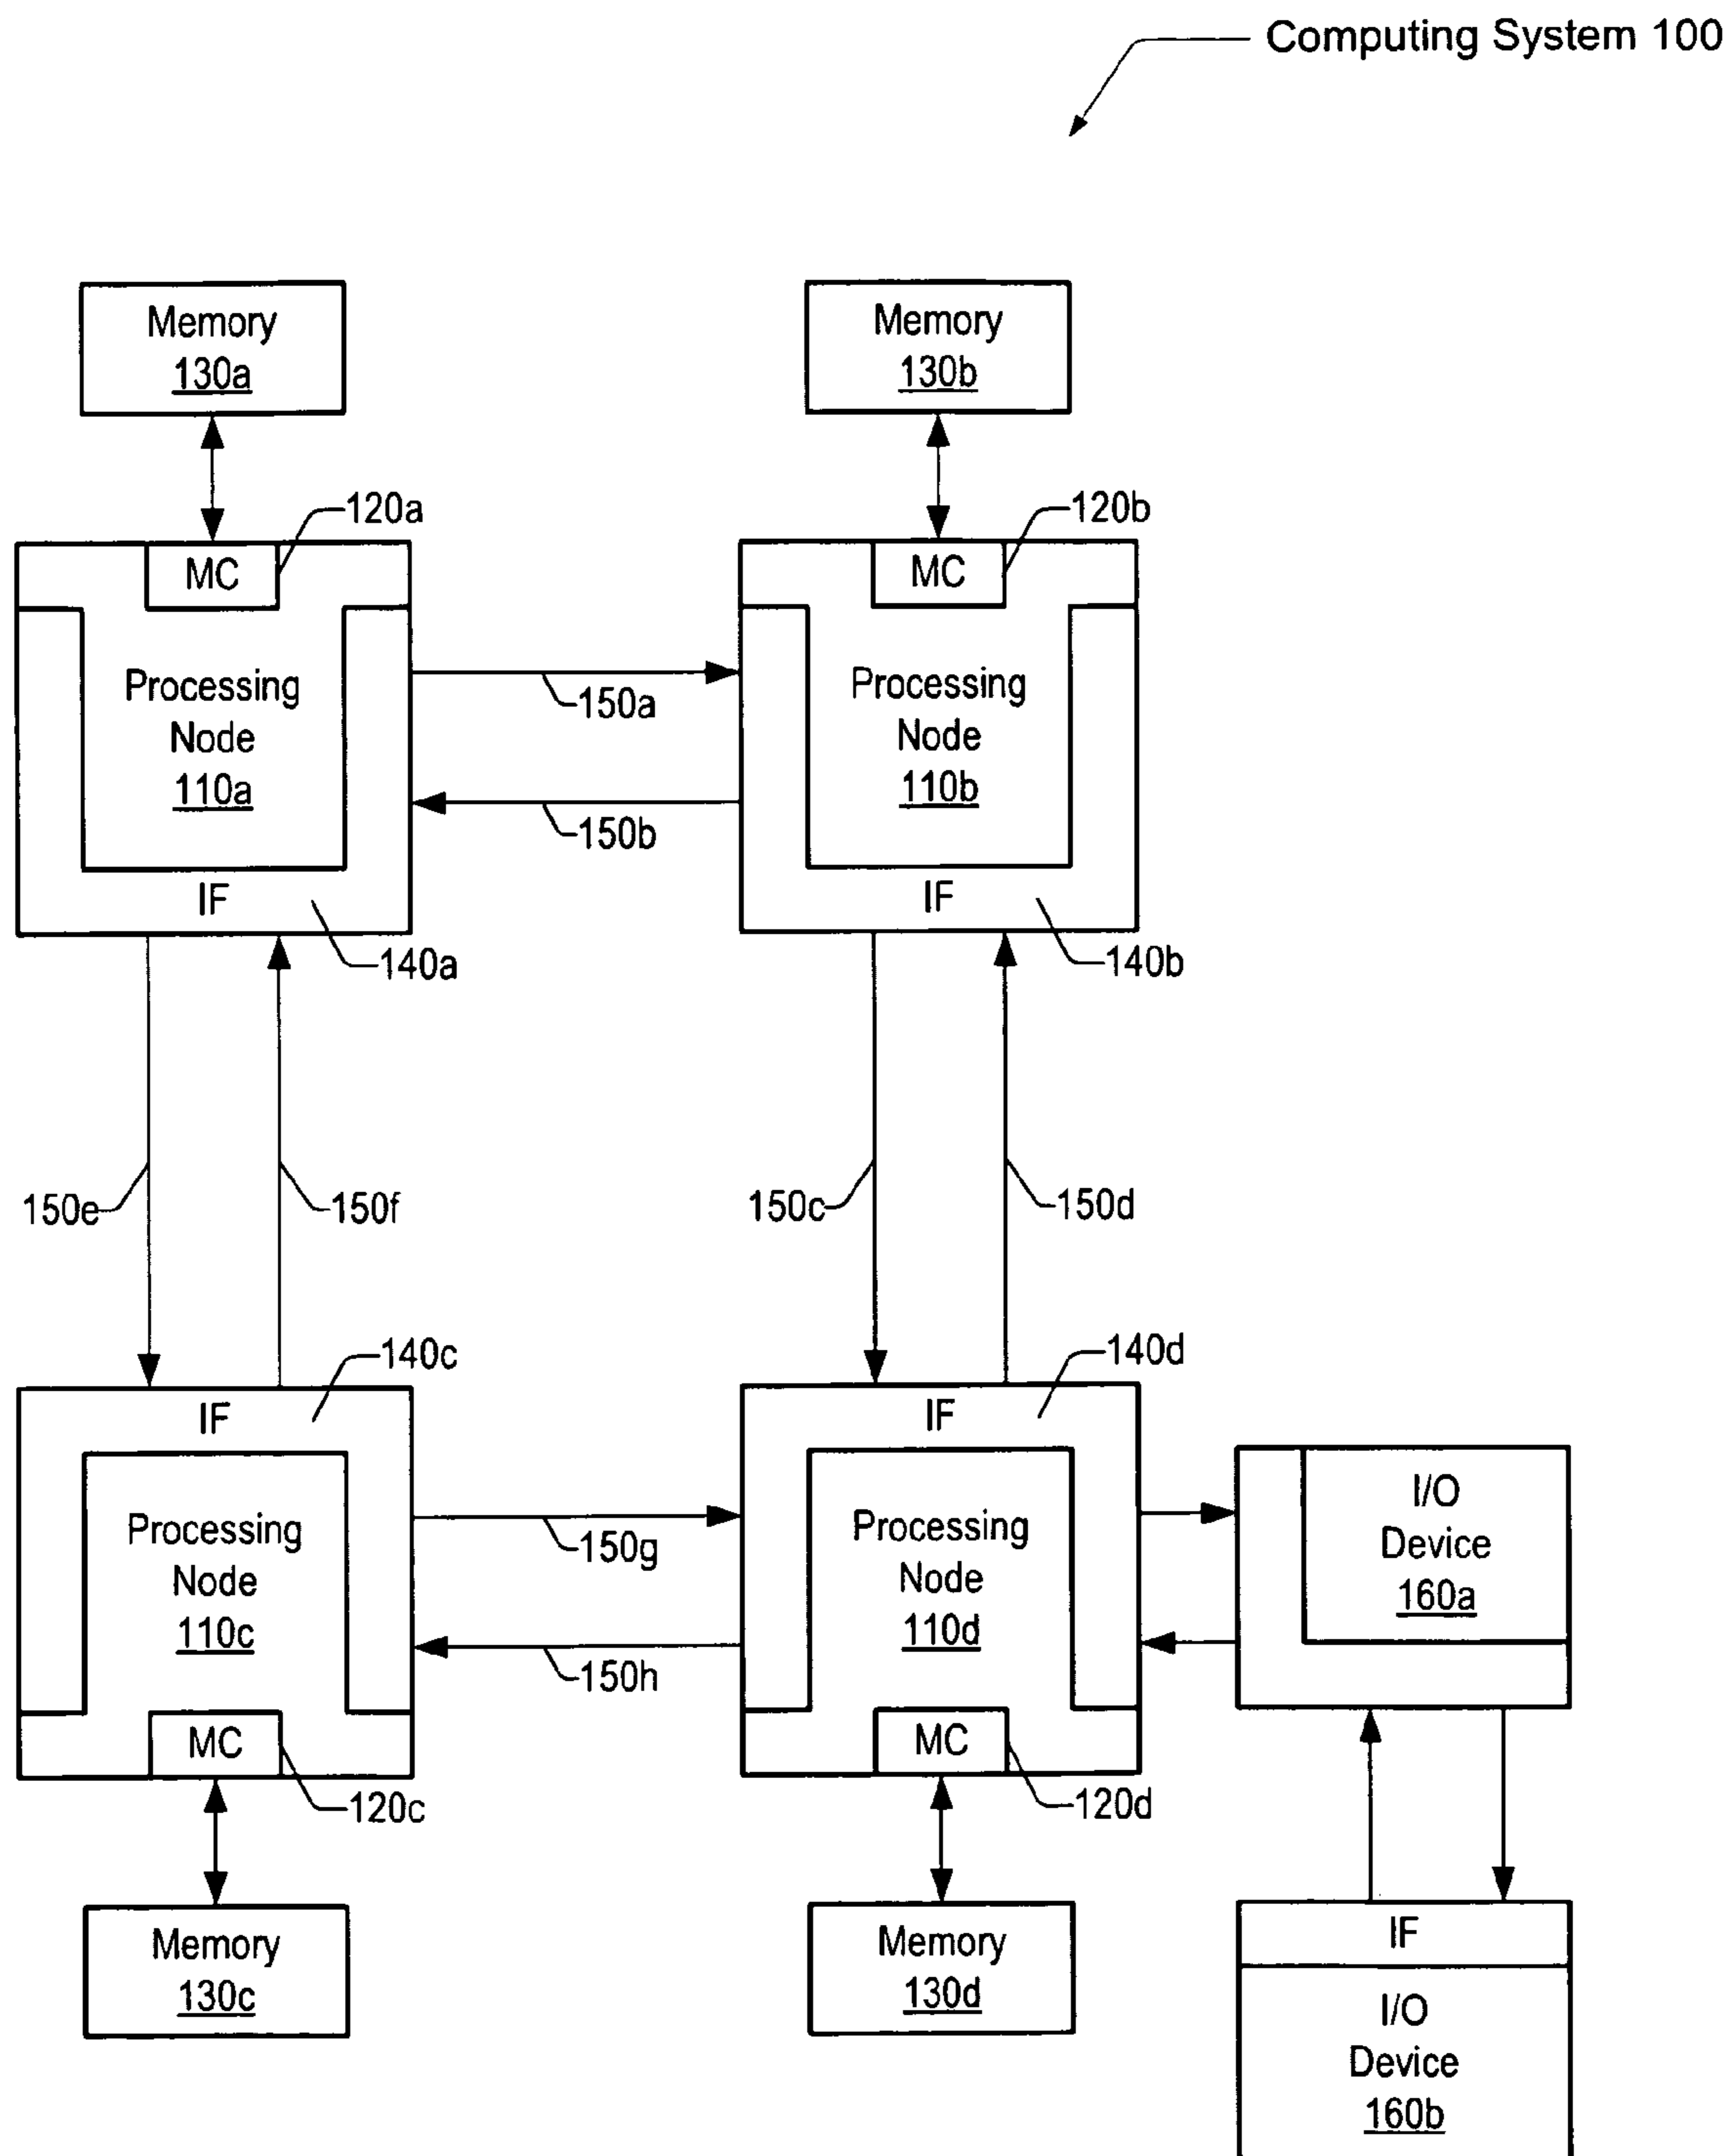 Computing System 100
Memory
130a
Memory
130b
120a
120b
MC
MC
Processing
Node
110a
Processing
Node
110b
150a
150b
IF
IF
140a
140b
150e
150f
150c
150d
140c
140d
IF
IF
Processing
Node
110c
Processing
Node
110d
I/O
Device
160a
150g
150h
MC
MC
120c
120d
Memory
130c
Memory
130d
IF
I/O
Device
160b